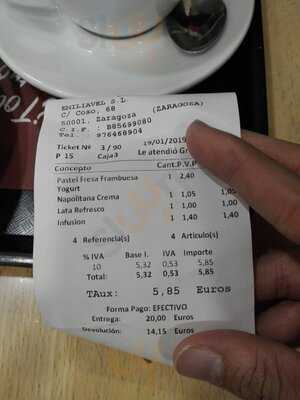 ENILIAVEL S.L
C/ Coso, 68
50001. Zaragoza (ZARAGOZA)
C.I.F.: B85699080
Tel.: 976468904
19/01/2019
Ticket Nº 3/90
P 15 Caja3 Le atendió
Concepto Cant. P.V.P
Pastel Fresa Frambuesa 1 2,40
Yogurt
Napolitana Crema 1 1,05 1,05
Lata Refresco 1 1,00 1,00
Infusion 1 1,40 1,40
4 Referencia(s) 4 Articulo(s)
% IVA Base I. IVA Importe
10 5,32 0,53 5,85
Total: 5,32 0,53 5,85
TAux: 5,85 Euros
Forma Pago: EFECTIVO
Entrega: 20,00 Euros
Devolución: 14,15 Euros